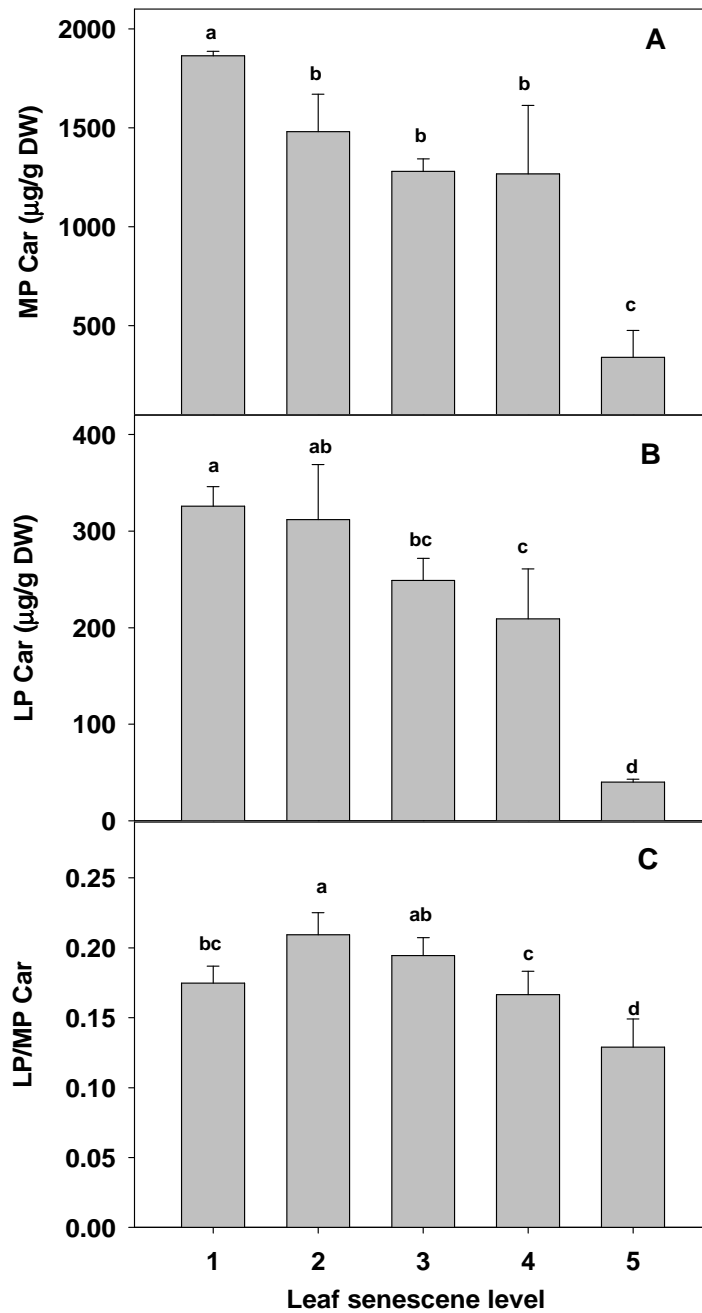 A
MP Car (µg/g DW)
2000
1500
1000
500
a
b
b
b
c
B
LP Car (µg/g DW)
400
300
200
100
0
a
ab
bc
c
d
C
LP/MP Car
0.25
0.20
0.15
0.10
0.05
0.00
bc
a
ab
c
d
1 2 3 4 5
Leaf senescene level